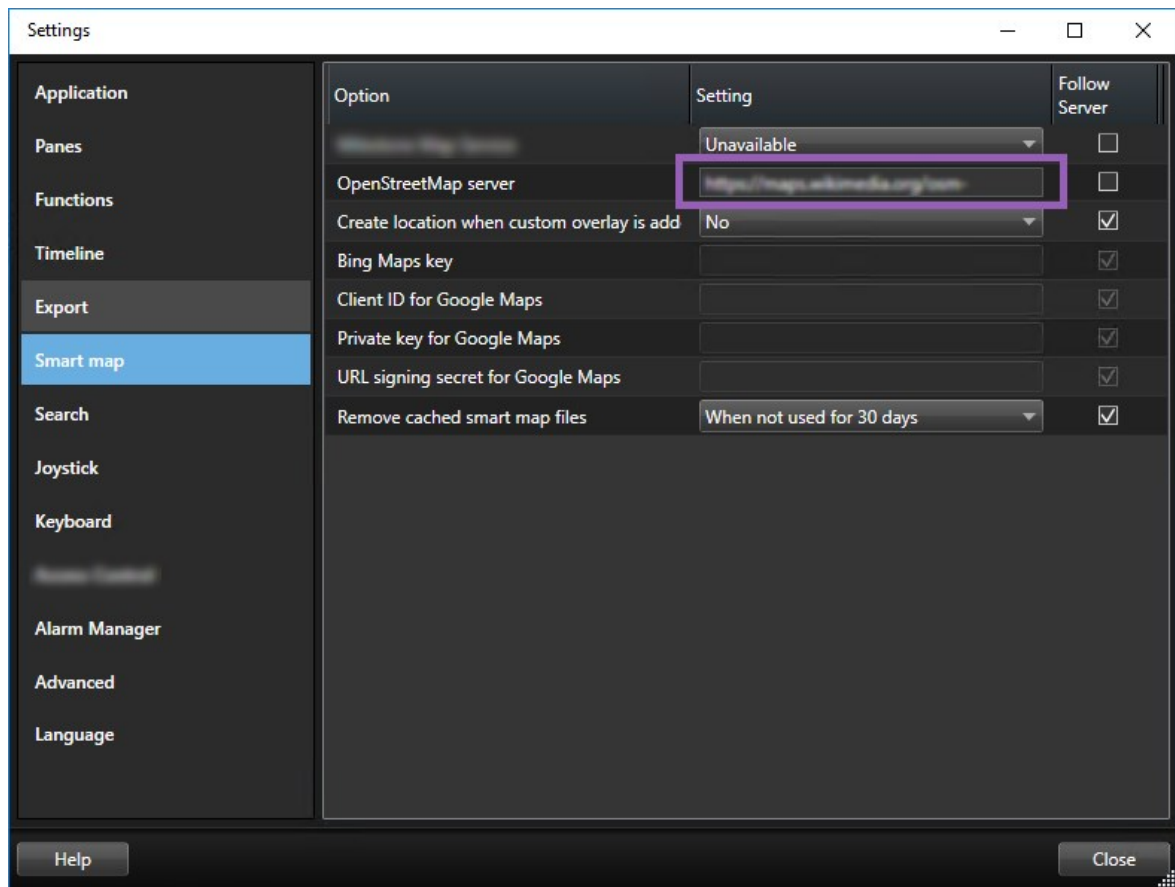 Settings
Application
Panes
Functions
Timeline
Export
Smart map
Search
Joystick
Keyboard
Alarm Manager
Advanced
Language
Option Setting Follow Server
Unavailable
OpenStreetMap server
Create location when custom overlay is add No
Bing Maps key
Client ID for Google Maps
Private key for Google Maps
URL signing secret for Google Maps
Remove cached smart map files When not used for 30 days
Help Close